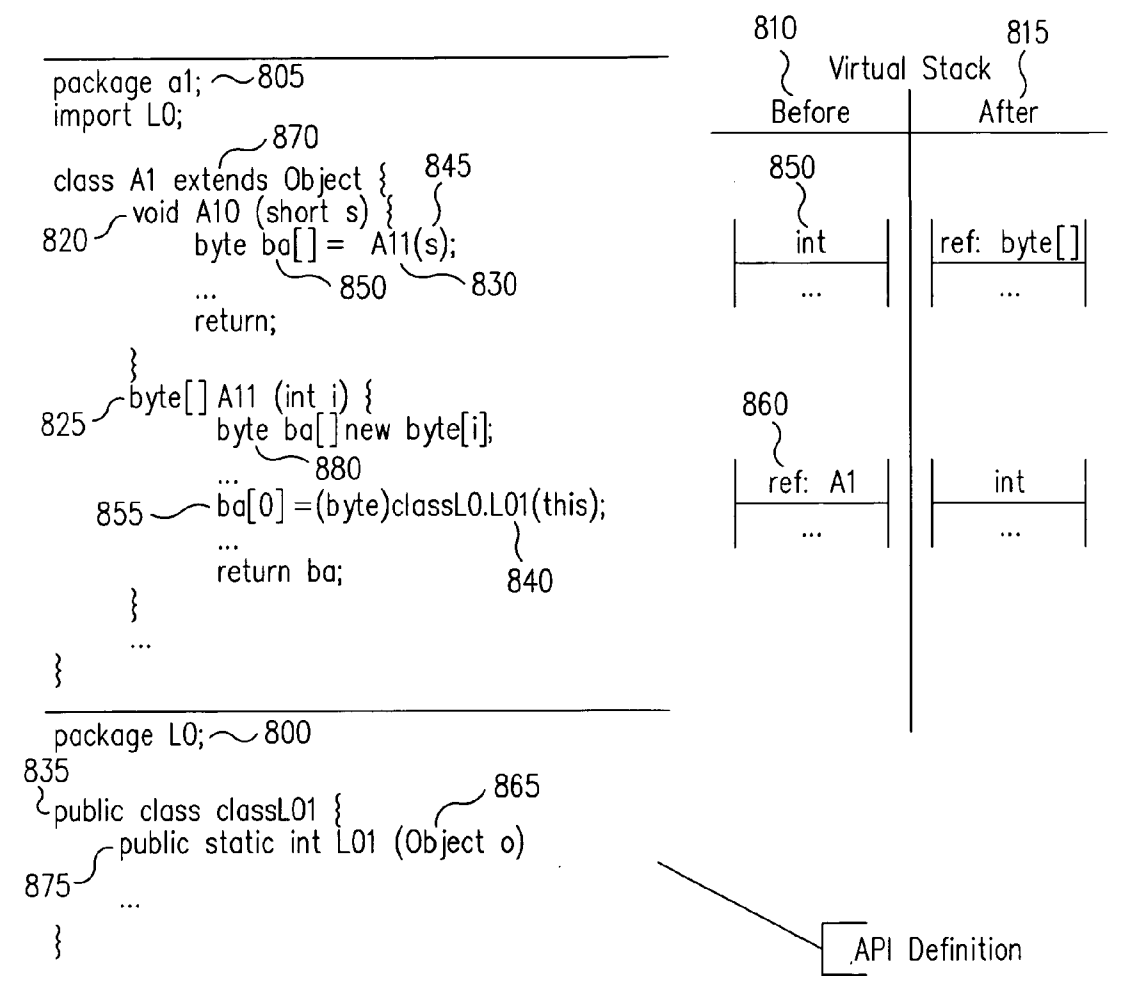 810
815
Virtual Stack
Before
After
package a1; 805
import L0;
870
class A1 extends Object {
845
820
void A10 (short s) {
byte ba[] = A11(s);
850
830
...
return;
}
850
int
ref: byte[]
...
...
825
byte[] A11 (int i) {
byte ba[] new byte[i];
880
...
855
ba[0] =(byte)classL0.L01(this);
840
...
return ba;
}
...
}
860
ref: A1
int
...
...
package L0; 800
835
public class classL01 {
865
public static int L01 (Object o)
875
...
}
API Definition